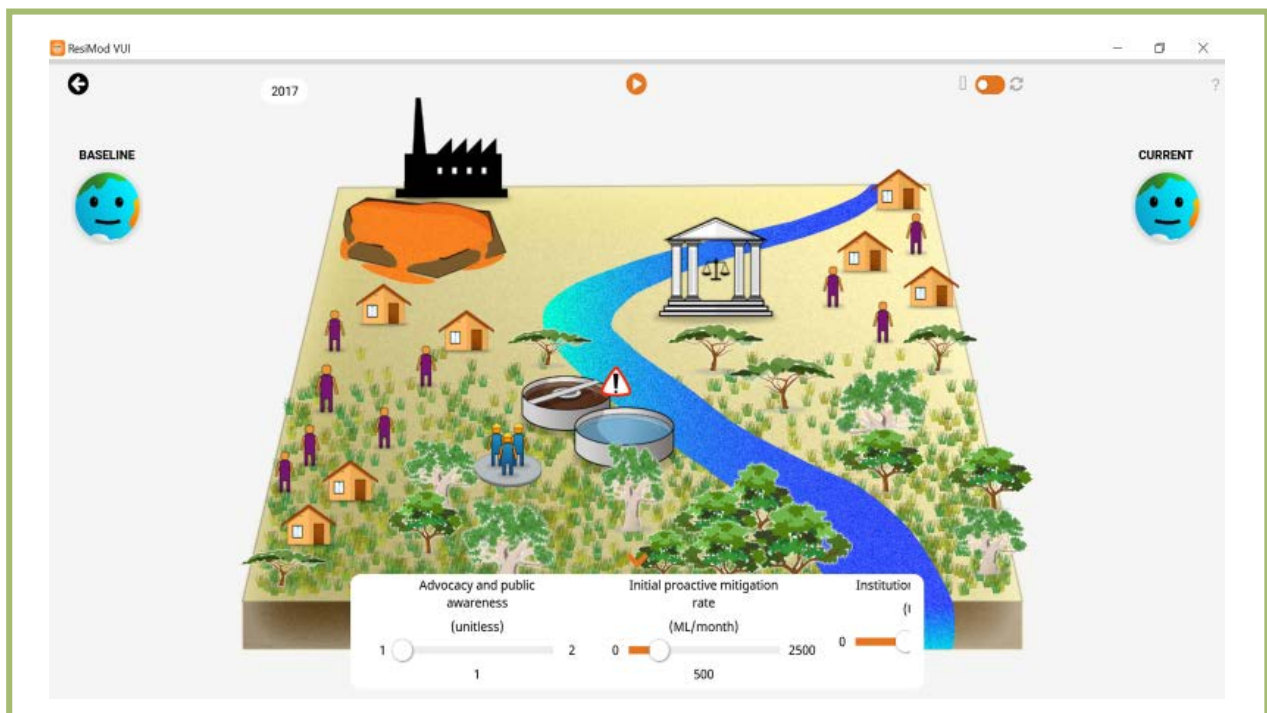 ResiMod VUI
2017
?
BASELINE
CURRENT
!
Advocacy and public
awareness
(unitless)
1 2
1
Initial proactive mitigation
rate
(ML/month)
0 2500
500
Institution
0